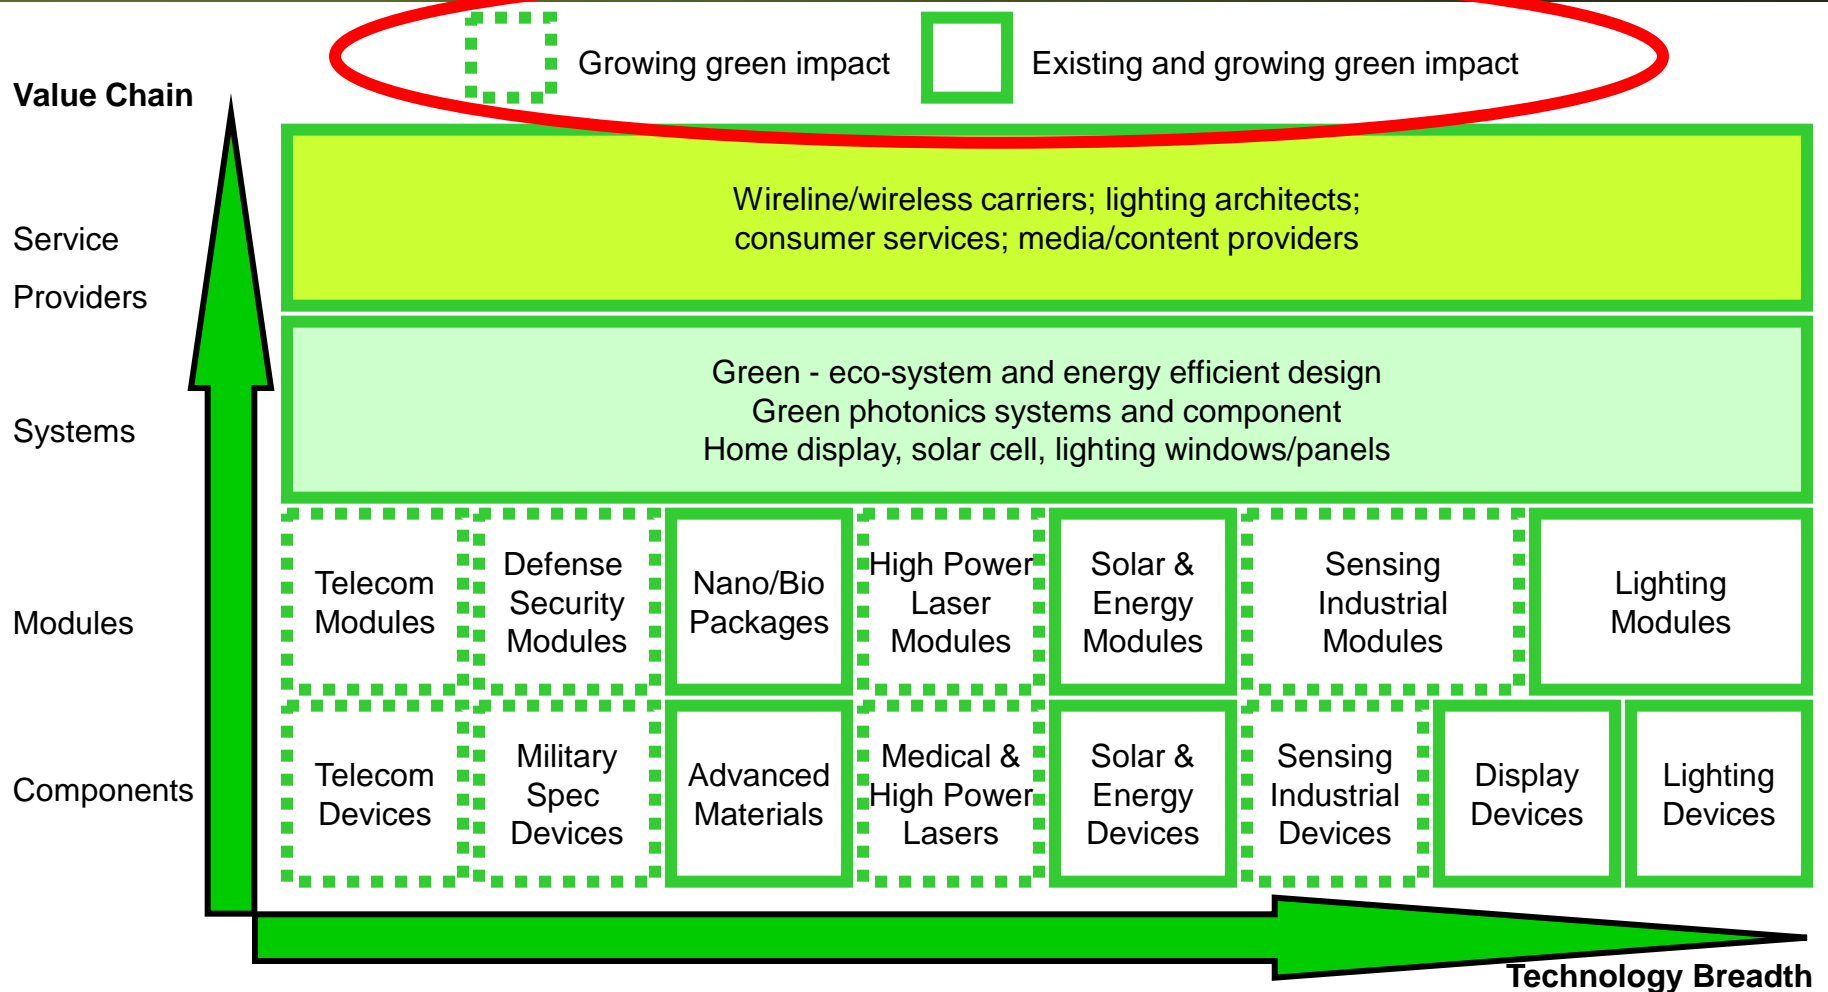 Growing green impact
Existing and growing green impact
Value Chain
Service
Providers
Wireline/wireless carriers; lighting architects;
consumer services; media/content providers
Systems
Green - eco-system and energy efficient design
Green photonics systems and component
Home display, solar cell, lighting windows/panels
Modules
Telecom
Modules
Defense
Security
Modules
Nano/Bio
Packages
High Power
Laser
Modules
Solar &
Energy
Modules
Sensing
Industrial
Modules
Lighting
Modules
Components
Telecom
Devices
Military
Spec
Devices
Advanced
Materials
Medical &
High Power
Lasers
Solar &
Energy
Devices
Sensing
Industrial
Devices
Display
Devices
Lighting
Devices
Technology Breadth